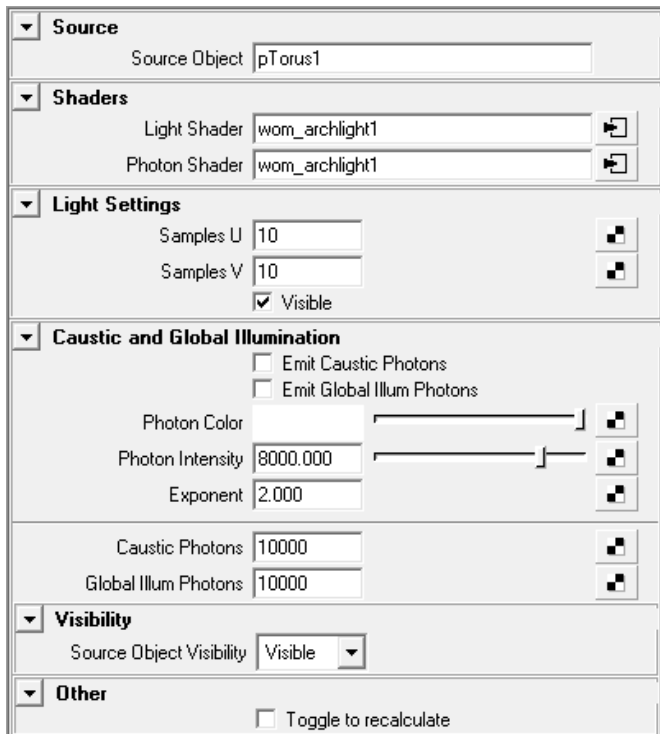 Source
Source Object pTorus1
Shaders
Light Shader wom_archlight1
Photon Shader wom_archlight1
Light Settings
Samples U 10
Samples V 10
Visible
Caustic and Global Illumination
Emit Caustic Photons
Emit Global Illum Photons
Photon Color
Photon Intensity 8000.000
Exponent 2.000
Caustic Photons 10000
Global Illum Photons 10000
Visibility
Source Object Visibility Visible
Other
Toggle to recalculate